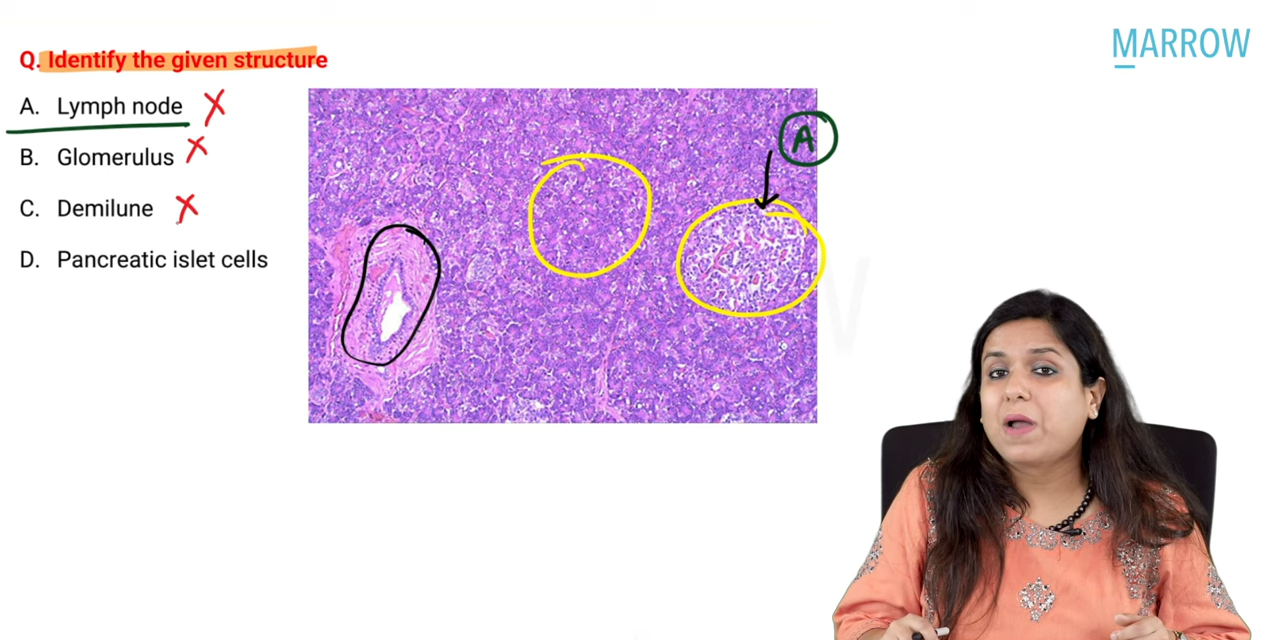 MARROW
Q. Identify the given structure
A. Lymph node X
B. Glomerulus X
C. Demilune X
D. Pancreatic islet cells
A